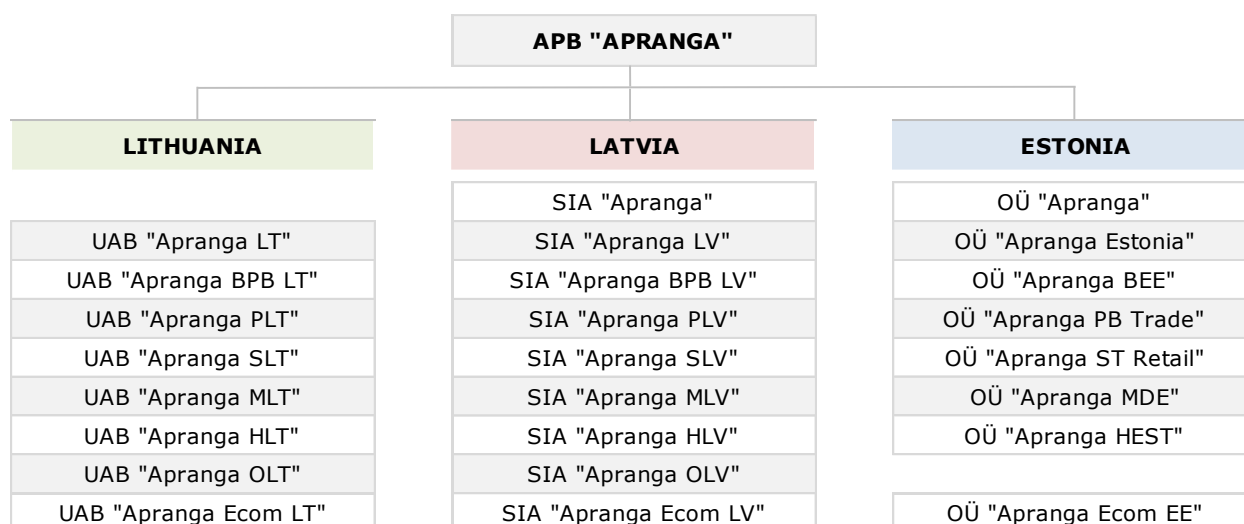 APB "APRANGA"
LITHUANIA
LATVIA
ESTONIA
SIA "Apranga"
OÜ "Apranga"
UAB "Apranga LT"
SIA "Apranga LV"
OÜ "Apranga Estonia"
UAB "Apranga BPB LT"
SIA "Apranga BPB LV"
OÜ "Apranga BEE"
UAB "Apranga PLT"
SIA "Apranga PLV"
OÜ "Apranga PB Trade"
UAB "Apranga SLT"
SIA "Apranga SLV"
OÜ "Apranga ST Retail"
UAB "Apranga MLT"
SIA "Apranga MLV"
OÜ "Apranga MDE"
UAB "Apranga HLT"
SIA "Apranga HLV"
OÜ "Apranga HEST"
UAB "Apranga OLT"
SIA "Apranga OLV"
UAB "Apranga Ecom LT"
SIA "Apranga Ecom LV"
OÜ "Apranga Ecom EE"